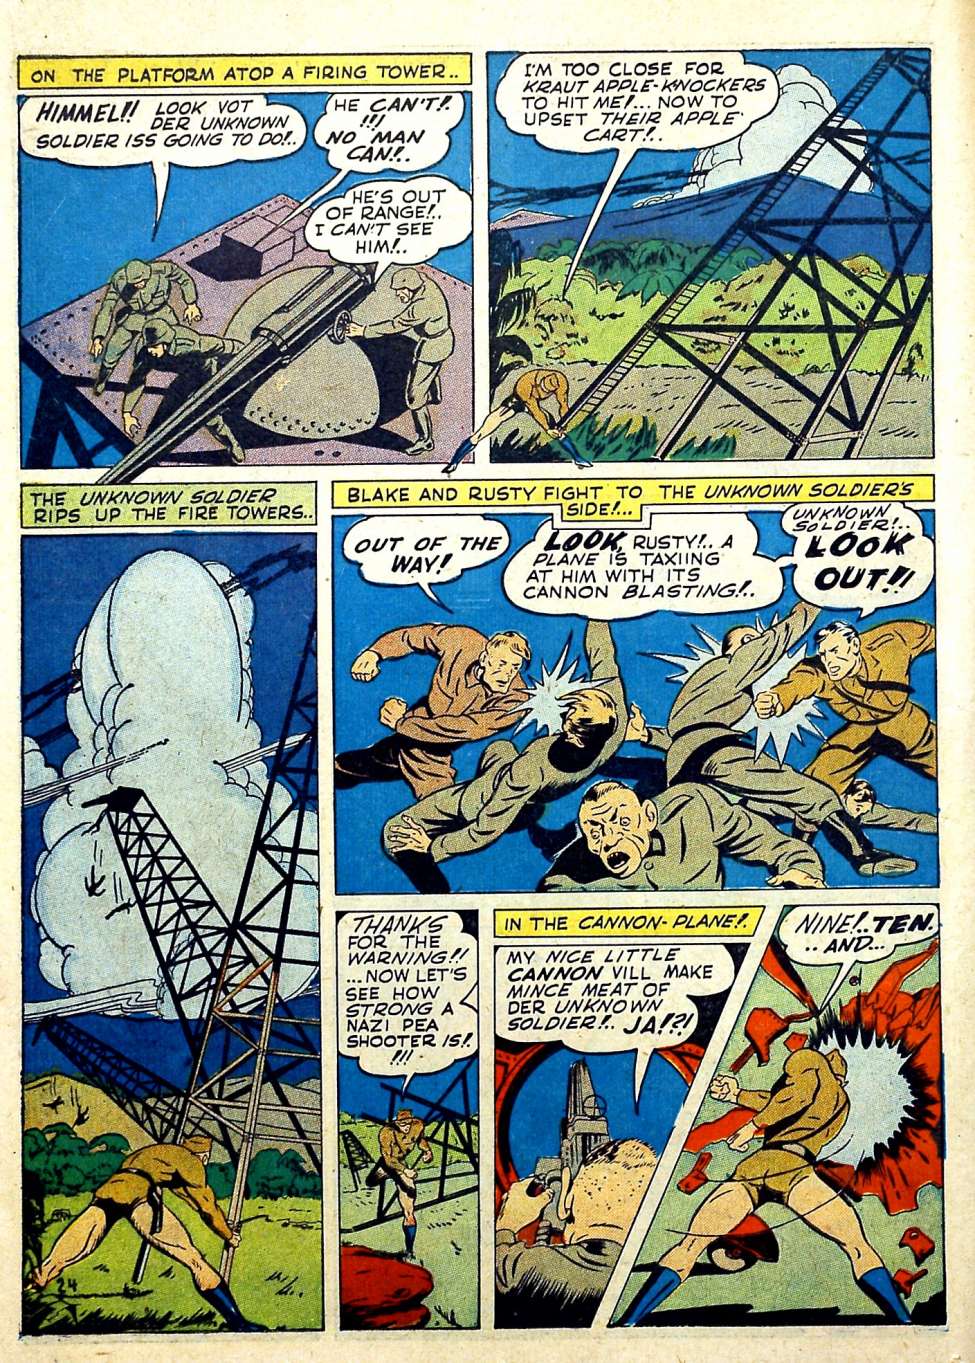 ON THE PLATFORM ATOP A FIRING TOWER..
HIMMEL!! LOOK VOT
DER UNKNOWN
SOLDIER ISS GOING TO DO!..
HE CAN'T!.
!!!
NO MAN
CAN!..
HE'S OUT
OF RANGE!..
I CAN'T SEE
HIM!..
I'M TOO CLOSE FOR
KRAUT APPLE-KNOCKERS
TO HIT ME!... NOW TO
UPSET THEIR APPLE
CART!..
THE UNKNOWN SOLDIER
RIPS UP THE FIRE TOWERS..
24
BLAKE AND RUSTY FIGHT TO THE UNKNOWN SOLDIER'S
SIDE!...
OUT OF THE
WAY!
LOOK, RUSTY!.. A
PLANE IS TAXIING
AT HIM WITH ITS
CANNON BLASTING!..
UNKNOWN
SOLDIER!..
LOOK
OUT!!!
THANKS
FOR THE
WARNING!!
...NOW LET'S
SEE HOW
STRONG A
NAZI PEA
SHOOTER IS!.
!!!
IN THE CANNON-PLANE!.
MY NICE LITTLE
CANNON VILL MAKE
MINCE MEAT OF
DER UNKNOWN
SOLDIER!.. JA!?!
NINE!.. TEN.
.. AND...